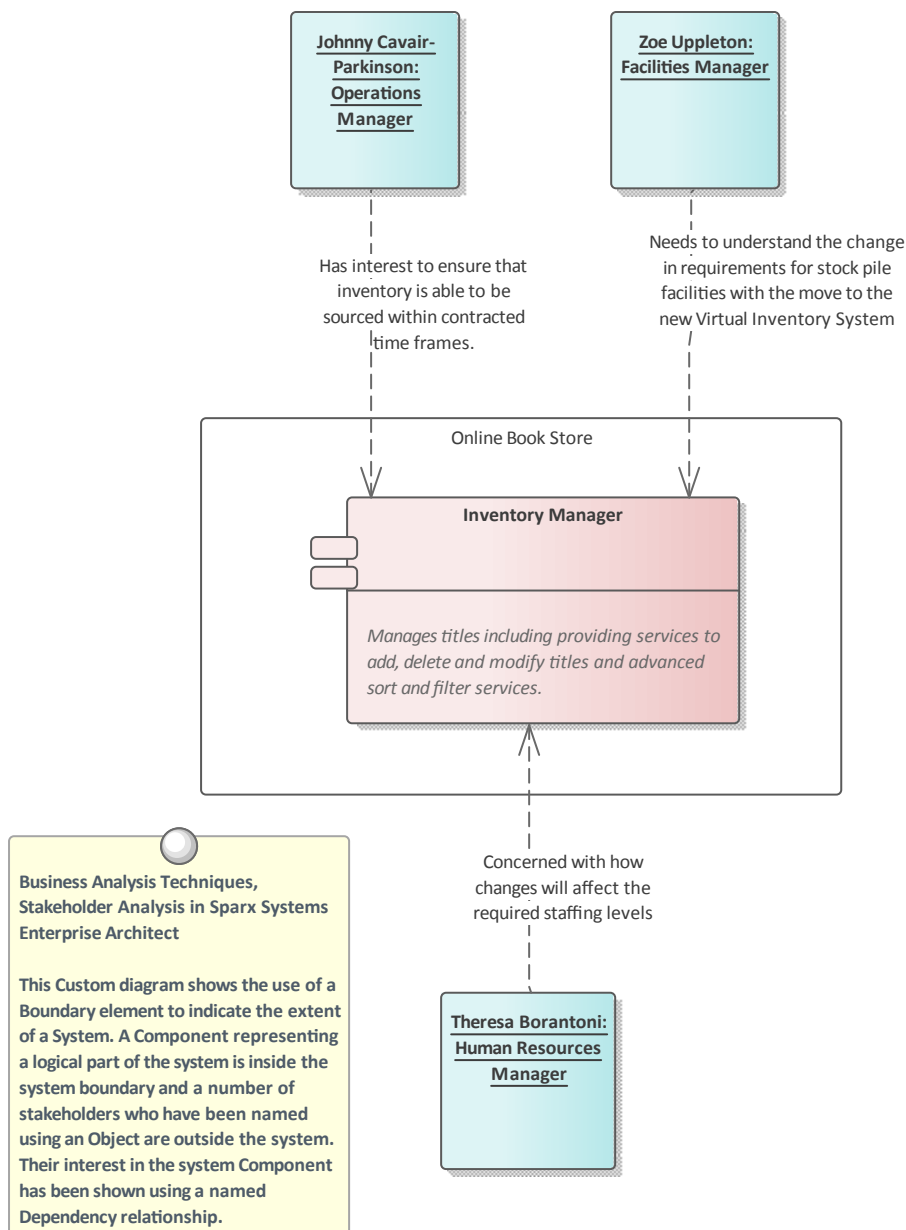 Johnny Cavair-
Parkinson:
Operations
Manager
Zoe Uppleton:
Facilities Manager
Has interest to ensure that
inventory is able to be
sourced within contracted
time frames.
Needs to understand the change
in requirements for stock pile
facilities with the move to the
new Virtual Inventory System
Online Book Store
Inventory Manager
Manages titles including providing services to
add, delete and modify titles and advanced
sort and filter services.
Concerned with how
changes will affect the
required staffing levels
Theresa Borantoni:
Human Resources
Manager
Business Analysis Techniques,
Stakeholder Analysis in Sparx Systems
Enterprise Architect
This Custom diagram shows the use of a
Boundary element to indicate the extent
of a System. A Component representing
a logical part of the system is inside the
system boundary and a number of
stakeholders who have been named
using an Object are outside the system.
Their interest in the system Component
has been shown using a named
Dependency relationship.